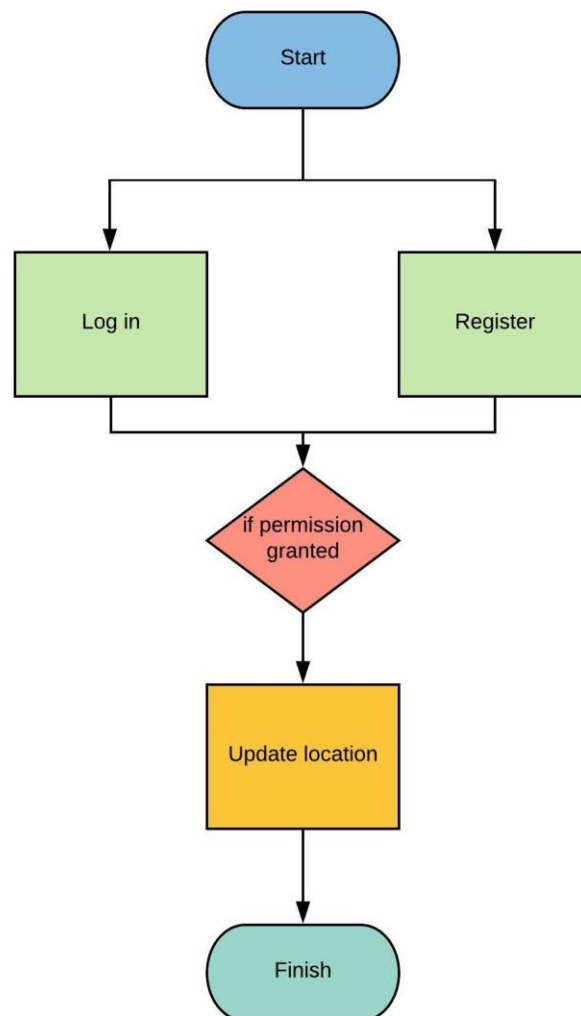 Start
Log in
Register
if permission
granted
Update location
Finish